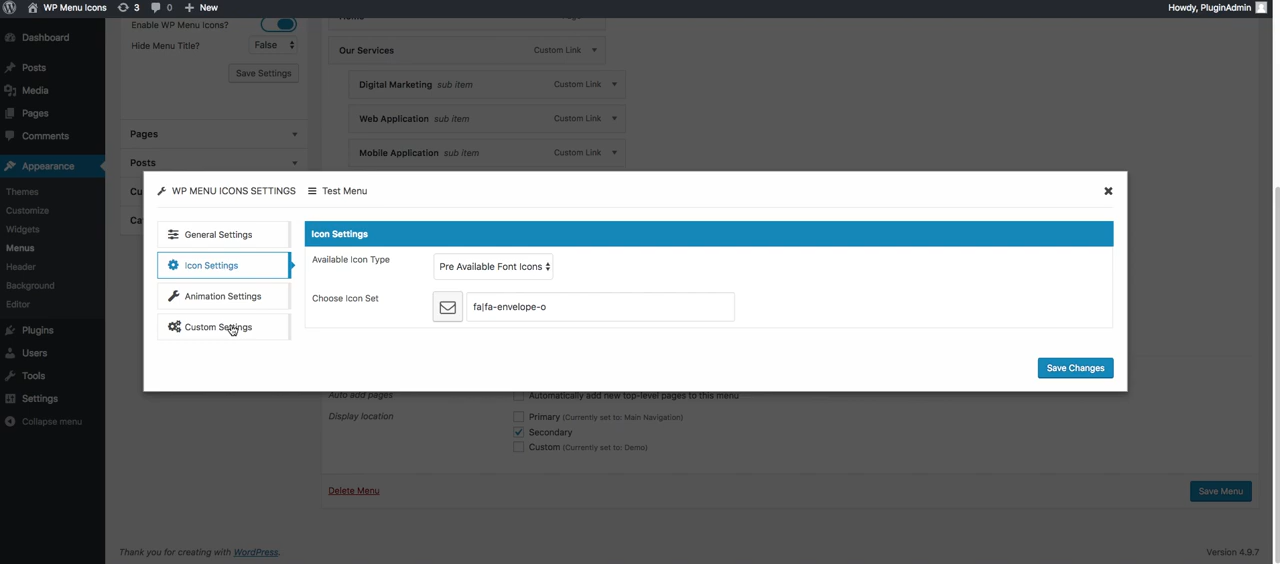 WP Menu Icons 3 0 New Howdy, PluginAdmin
Dashboard
Posts
Media
Pages
Comments
Appearance
Themes
Customize
Widgets
Menus
Header
Background
Editor
Plugins
Users
Tools
Settings
Collapse menu
Enable WP Menu Icons?
Hide Menu Title? False
Save Settings
Pages
Posts
Cu
Ca
Our Services Custom Link
Digital Marketing sub item Custom Link
Web Application sub item Custom Link
Mobile Application sub item Custom Link
WP MENU ICONS SETTINGS Test Menu
General Settings
Icon Settings
Animation Settings
Custom Settings
Icon Settings
Available Icon Type Pre Available Font Icons
Choose Icon Set fa|fa-envelope-o
Save Changes
Auto add pages Automatically add new top-level pages to this menu
Display location Primary (Currently set to: Main Navigation)
Secondary
Custom (Currently set to: Demo)
Delete Menu Save Menu
Thank you for creating with WordPress. Version 4.9.7